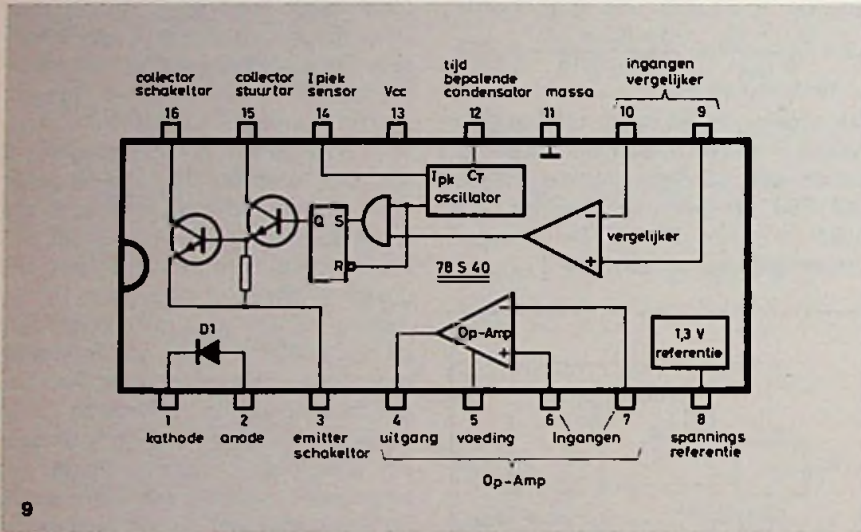 collector
schakeltor
collector
stuurtor
I piek
sensor
Vcc
tijd
bepalende
condensator
massa
ingangen
vergelijker
16
15
14
13
12
11
10
9
Ipk CT
oscillator
Q S
R
vergelijker
78 S 40
D1
Op-Amp
1,3 V
referentie
1
2
3
4
5
6
7
8
kathode
anode
emitter
schakeltor
uitgang
voeding
Ingangen
spannings
referentie
Op-Amp
9